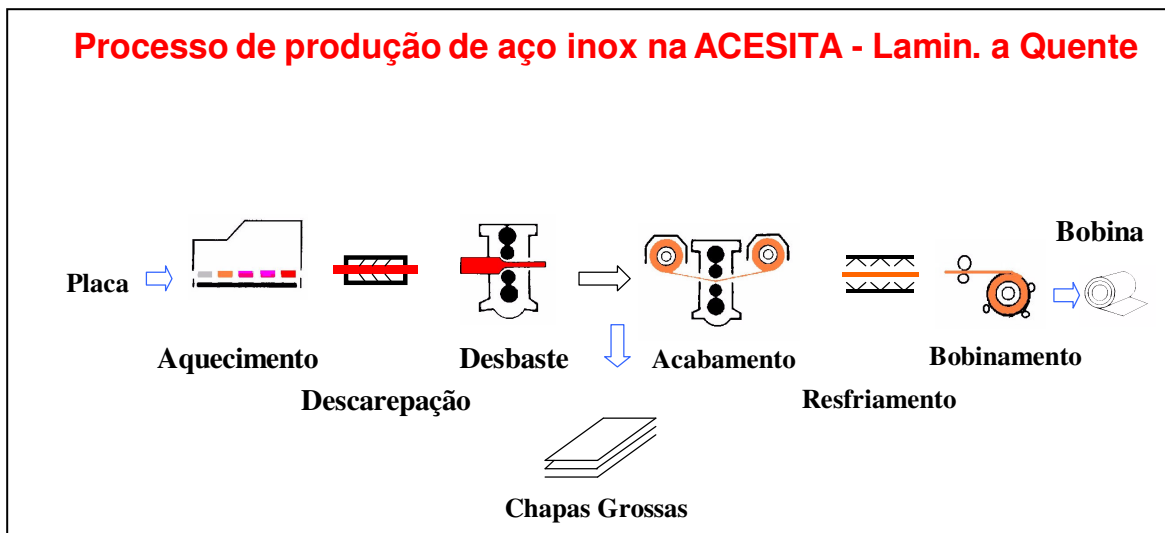 Processo de produção de aço inox na ACESITA - Lamin. a Quente
Bobina
Placa
Aquecimento
Desbaste
Acabamento
Bobinamento
Descarepação
Resfriamento
Chapas Grossas